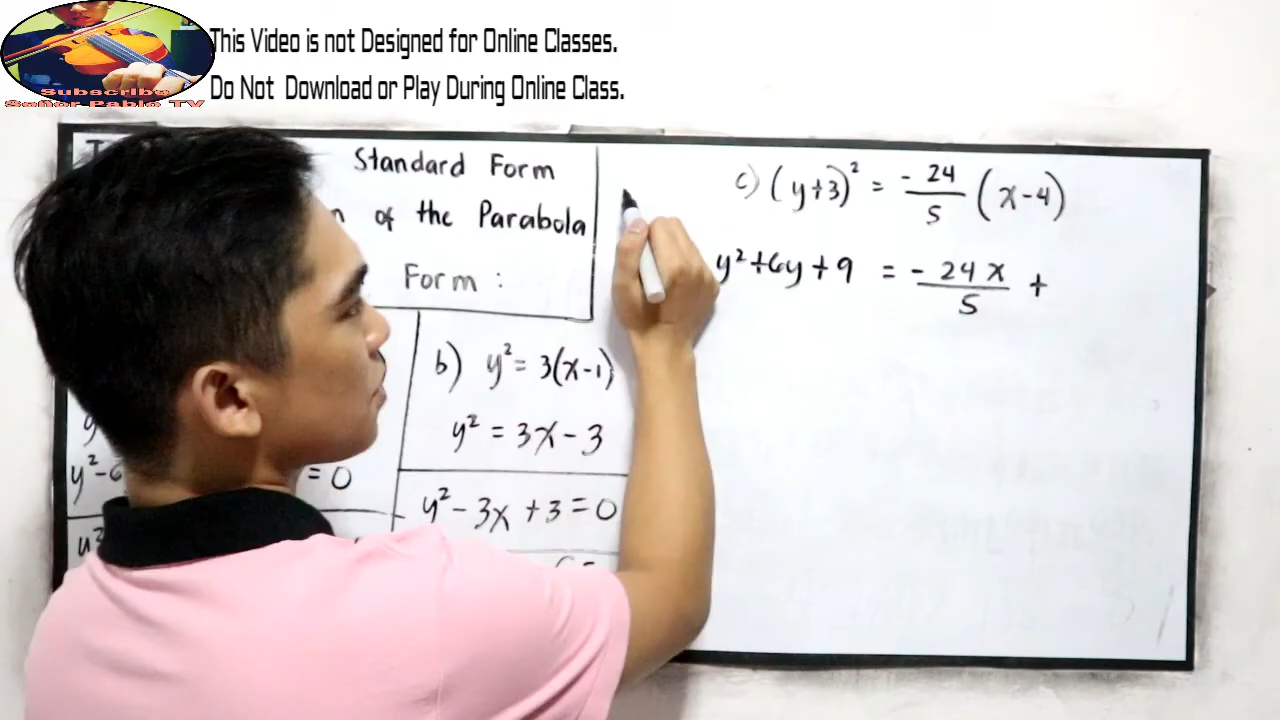 This Video is not Designed for Online Classes.
Do Not Download or Play During Online Class.
Subscribe
Señor Pablo TV
Standard Form
of the Parabola
Form :
b) y² = 3(x-1)
y² = 3x - 3
y² - 3x + 3 = 0
= 0
c) (y+3)² = - 24/5 (x-4)
y² + 6y + 9 = - 24x/5 +